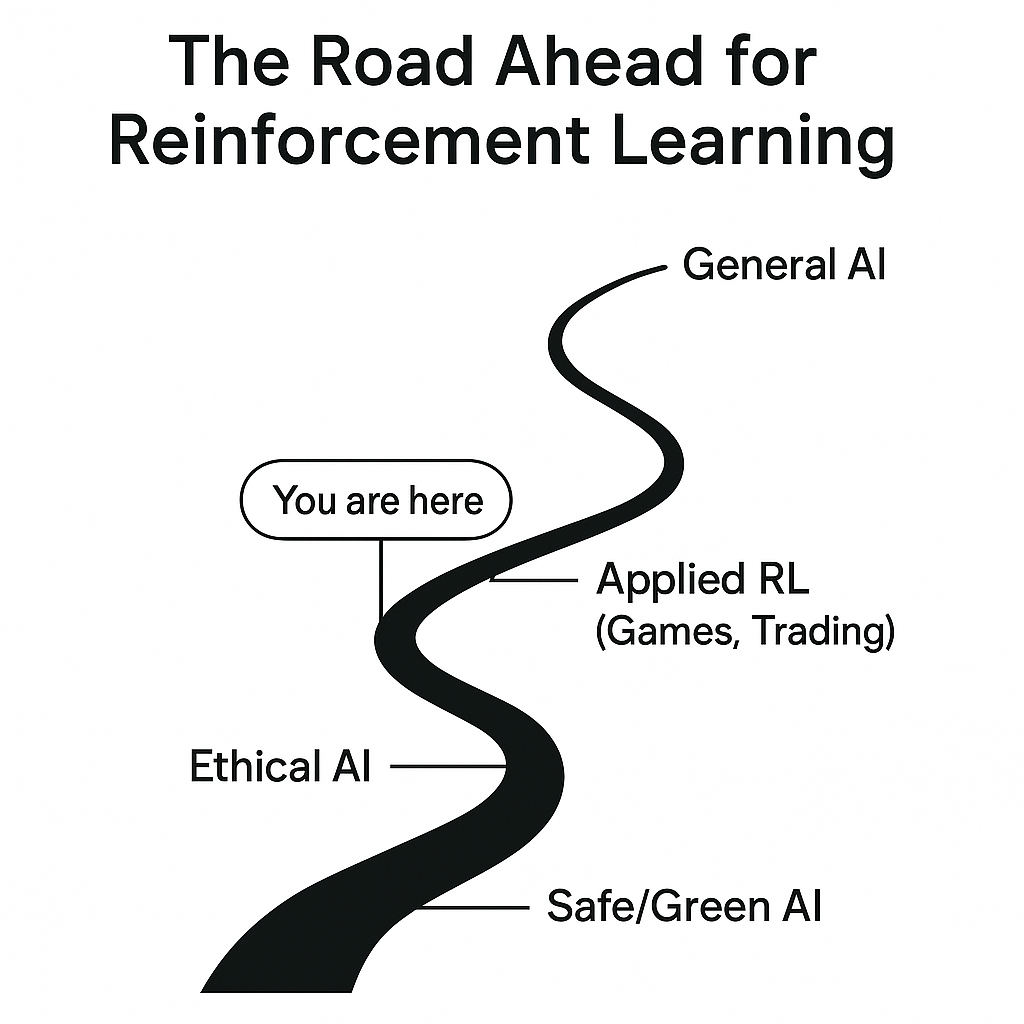 The Road Ahead for
Reinforcement Learning
General AI
You are here
Applied RL
(Games, Trading)
Ethical AI
Safe/Green AI